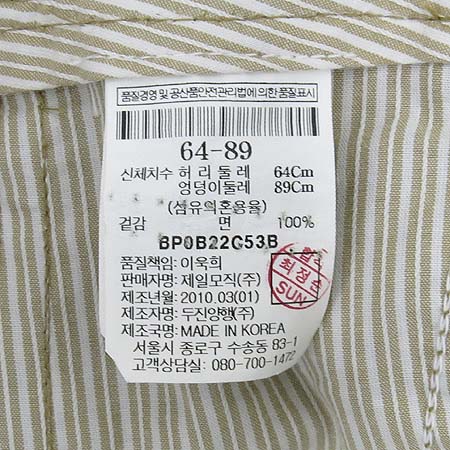 품질경영 및 공산품안전관리법에 의한 품질표시
64-89
신체치수 허 리 둘 레 64Cm
엉덩이둘레 89Cm
(섬유의혼용율)
겉감 면 100%
BP0B22C53B
품질책임: 이욱희
판매자명: 제일모직(주)
제조년월: 2010.03(01)
제조자명: 두진양행(주)
제조국명: MADE IN KOREA
서울시 종로구 수송동 83-1
고객상담실: 080-700-1472
합
최정
SUN